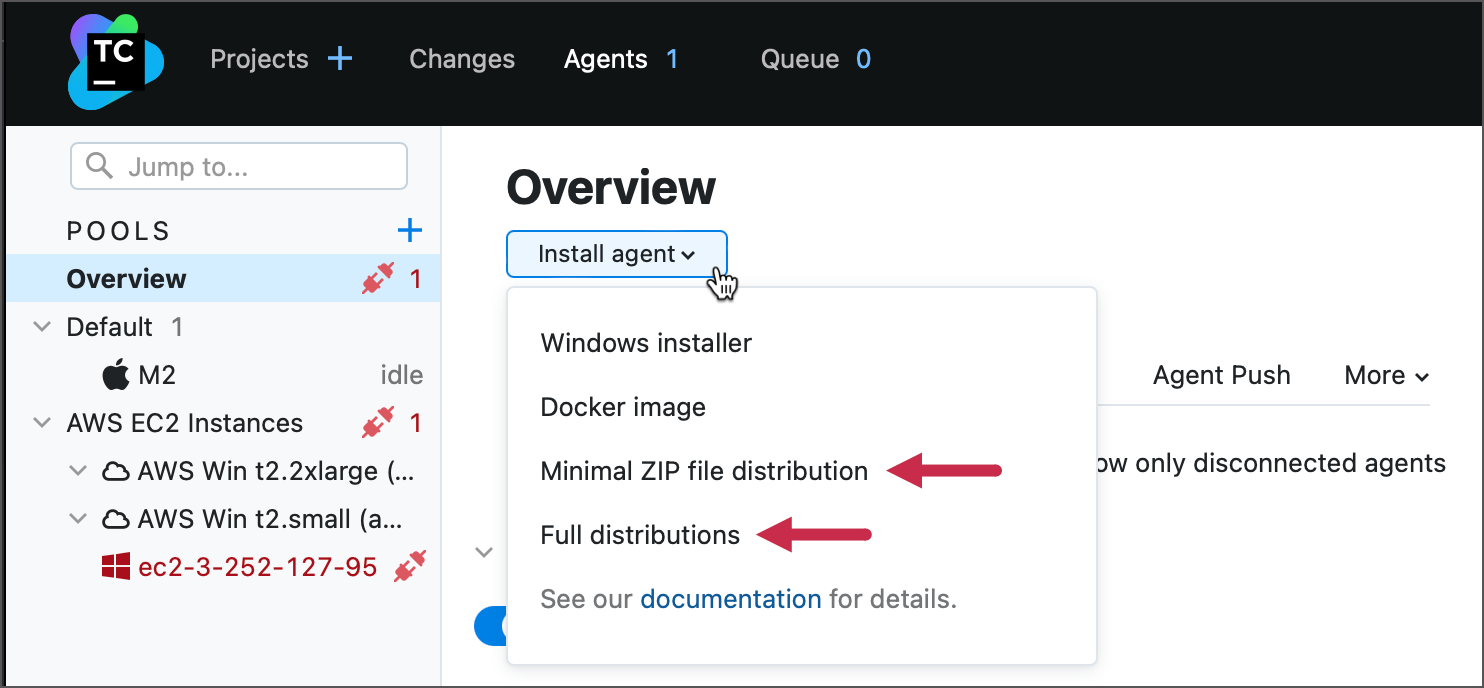 TC
Projects + Changes Agents 1 Queue 0
Jump to...
POOLS +
Overview 1
Default 1
M2 idle
AWS EC2 Instances 1
AWS Win t2.2xlarge (...
AWS Win t2.small (a...
ec2-3-252-127-95
Overview
Install agent
Windows installer
Docker image
Minimal ZIP file distribution
Full distributions
See our documentation for details.
Agent Push More
only disconnected agents